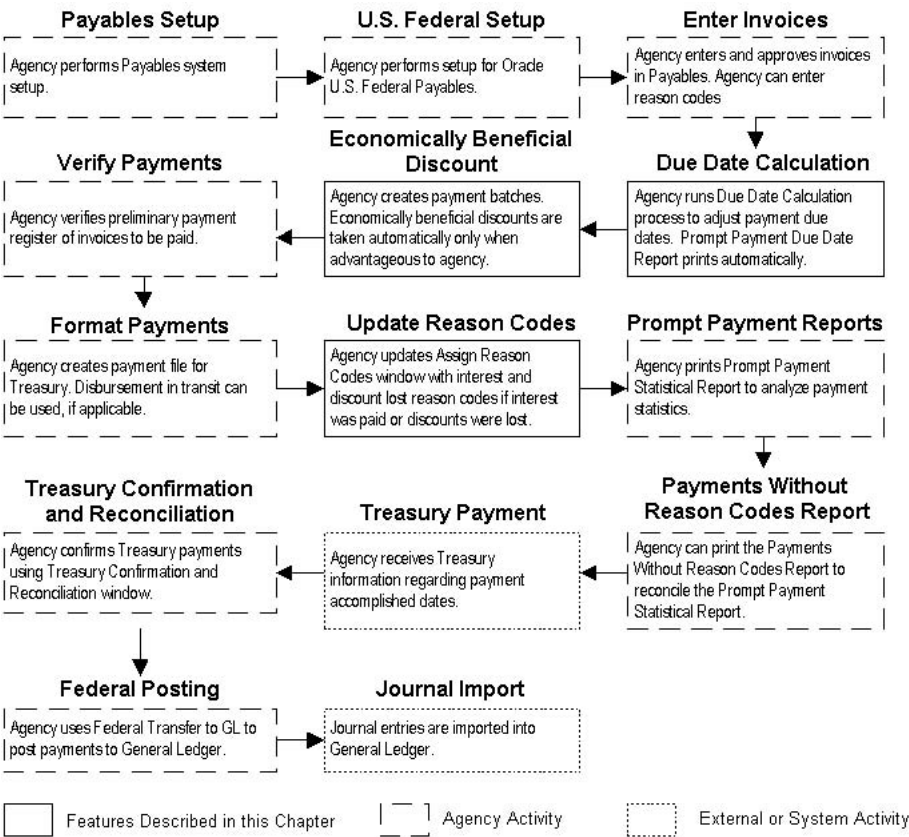 Payables Setup
Agency performs Payables system
setup.
U.S. Federal Setup
Agency performs setup for Oracle
U.S. Federal Payables.
Enter Invoices
Agency enters and approves invoices
in Payables. Agency can enter
reason codes
Due Date Calculation
Agency runs Due Date Calculation
process to adjust payment due
dates. Prompt Payment Due Date
Report prints automatically.
Economically Beneficial
Discount
Agency creates payment batches.
Economically beneficial discounts are
taken automatically only when
advantageous to agency.
Verify Payments
Agency verifies preliminary payment
register of invoices to be paid.
Format Payments
Agency creates payment file for
Treasury. Disbursement in transit can
be used, if applicable.
Update Reason Codes
Agency updates Assign Reason
Codes window with interest and
discount lost reason codes if interest
was paid or discounts were lost.
Prompt Payment Reports
Agency prints Prompt Payment
Statistical Report to analyze payment
statistics.
Payments Without
Reason Codes Report
Agency can print the Payments
Without Reason Codes Report to
reconcile the Prompt Payment
Statistical Report.
Treasury Payment
Agency receives Treasury
information regarding payment
accomplished dates.
Treasury Confirmation
and Reconciliation
Agency confirms Treasury payments
using Treasury Confirmation and
Reconciliation window.
Federal Posting
Agency uses Federal Transfer to GL to
post payments to General Ledger.
Journal Import
Journal entries are imported into
General Ledger.
Features Described in this Chapter
Agency Activity
External or System Activity